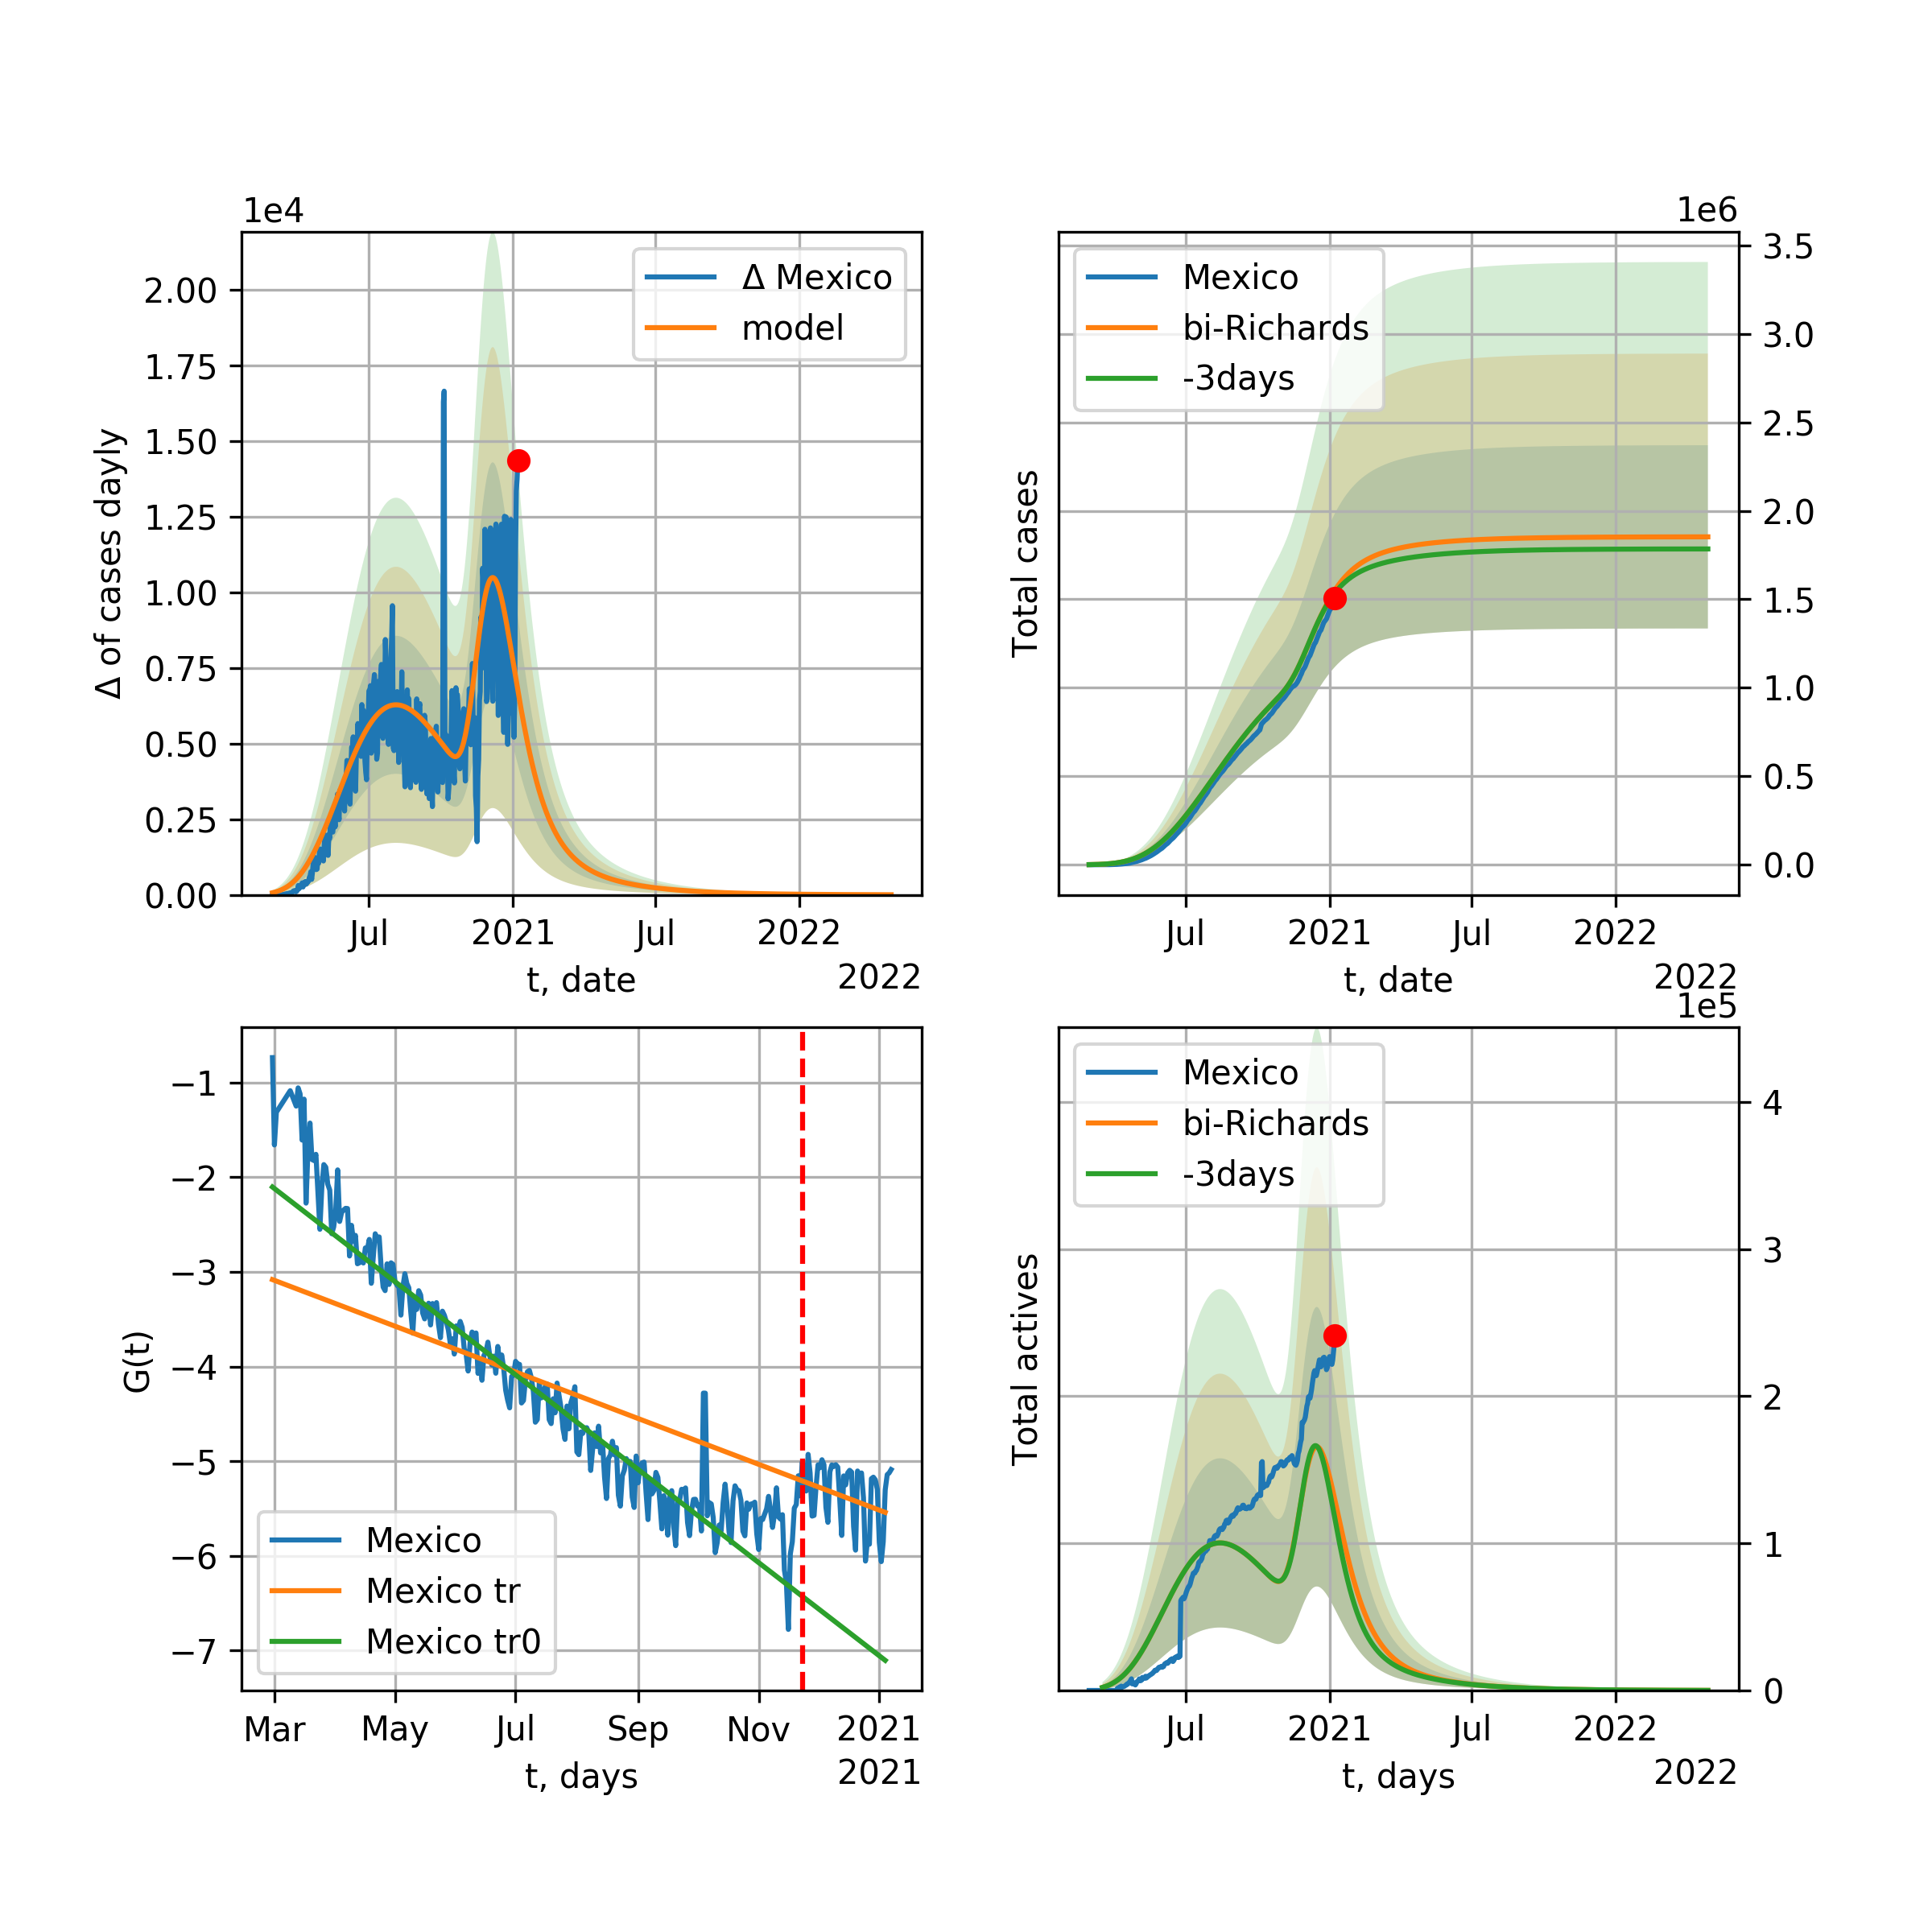 1e4
Δ of cases dayly
2.00
1.75
1.50
1.25
1.00
0.75
0.50
0.25
0.00
Δ Mexico
model
Jul 2021 Jul 2022
t, date
2022
1e6
Total cases
Mexico
bi-Richards
-3days
3.5
3.0
2.5
2.0
1.5
1.0
0.5
0.0
Jul 2021 Jul 2022
t, date
2022
G(t)
−1
−2
−3
−4
−5
−6
−7
Mexico
Mexico tr
Mexico tr0
Mar May Jul Sep Nov 2021
t, days
2021
1e5
Total actives
Mexico
bi-Richards
-3days
4
3
2
1
0
Jul 2021 Jul 2022
t, days
2022